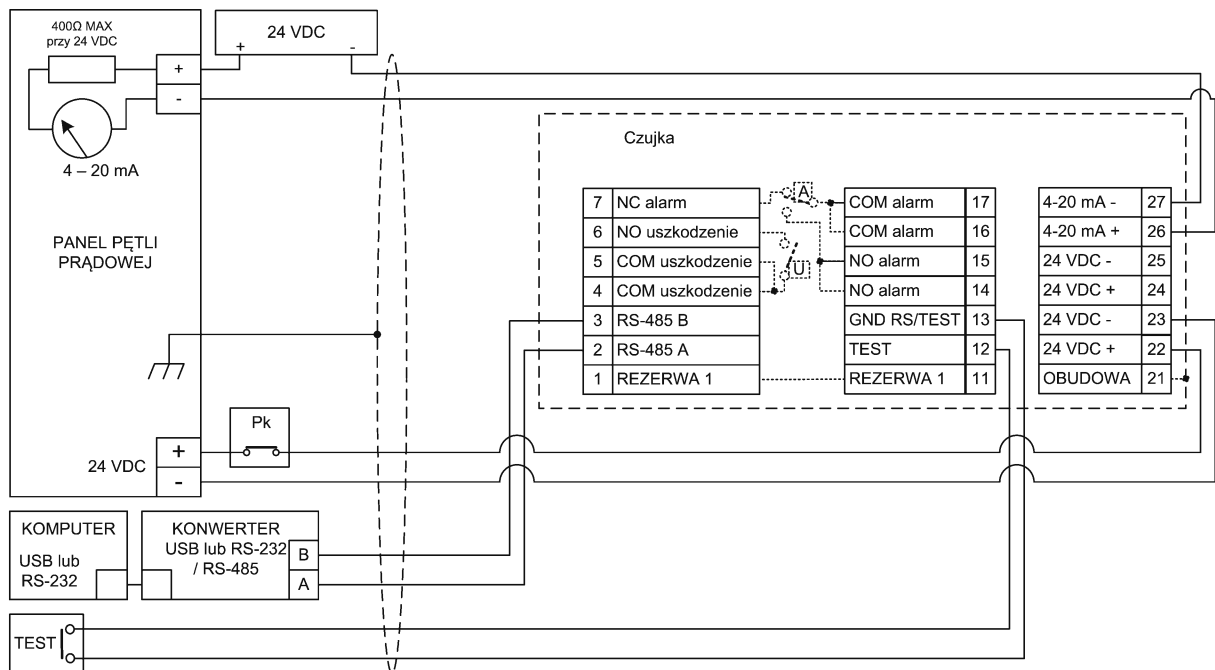 400Ω MAX
przy 24 VDC
+
-
4 – 20 mA
PANEL PĘTLI
PRĄDOWEJ
24 VDC
+ -
Czujka
7 NC alarm
6 NO uszkodzenie
5 COM uszkodzenie
4 COM uszkodzenie
3 RS-485 B
2 RS-485 A
1 REZERWA 1
A
U
COM alarm 17
COM alarm 16
NO alarm 15
NO alarm 14
GND RS/TEST 13
TEST 12
REZERWA 1 11
4-20 mA - 27
4-20 mA + 26
24 VDC - 25
24 VDC + 24
24 VDC - 23
24 VDC + 22
OBUDOWA 21
Pk
24 VDC
+
-
KOMPUTER
USB lub
RS-232
KONWERTER
USB lub RS-232
/ RS-485
B
A
TEST